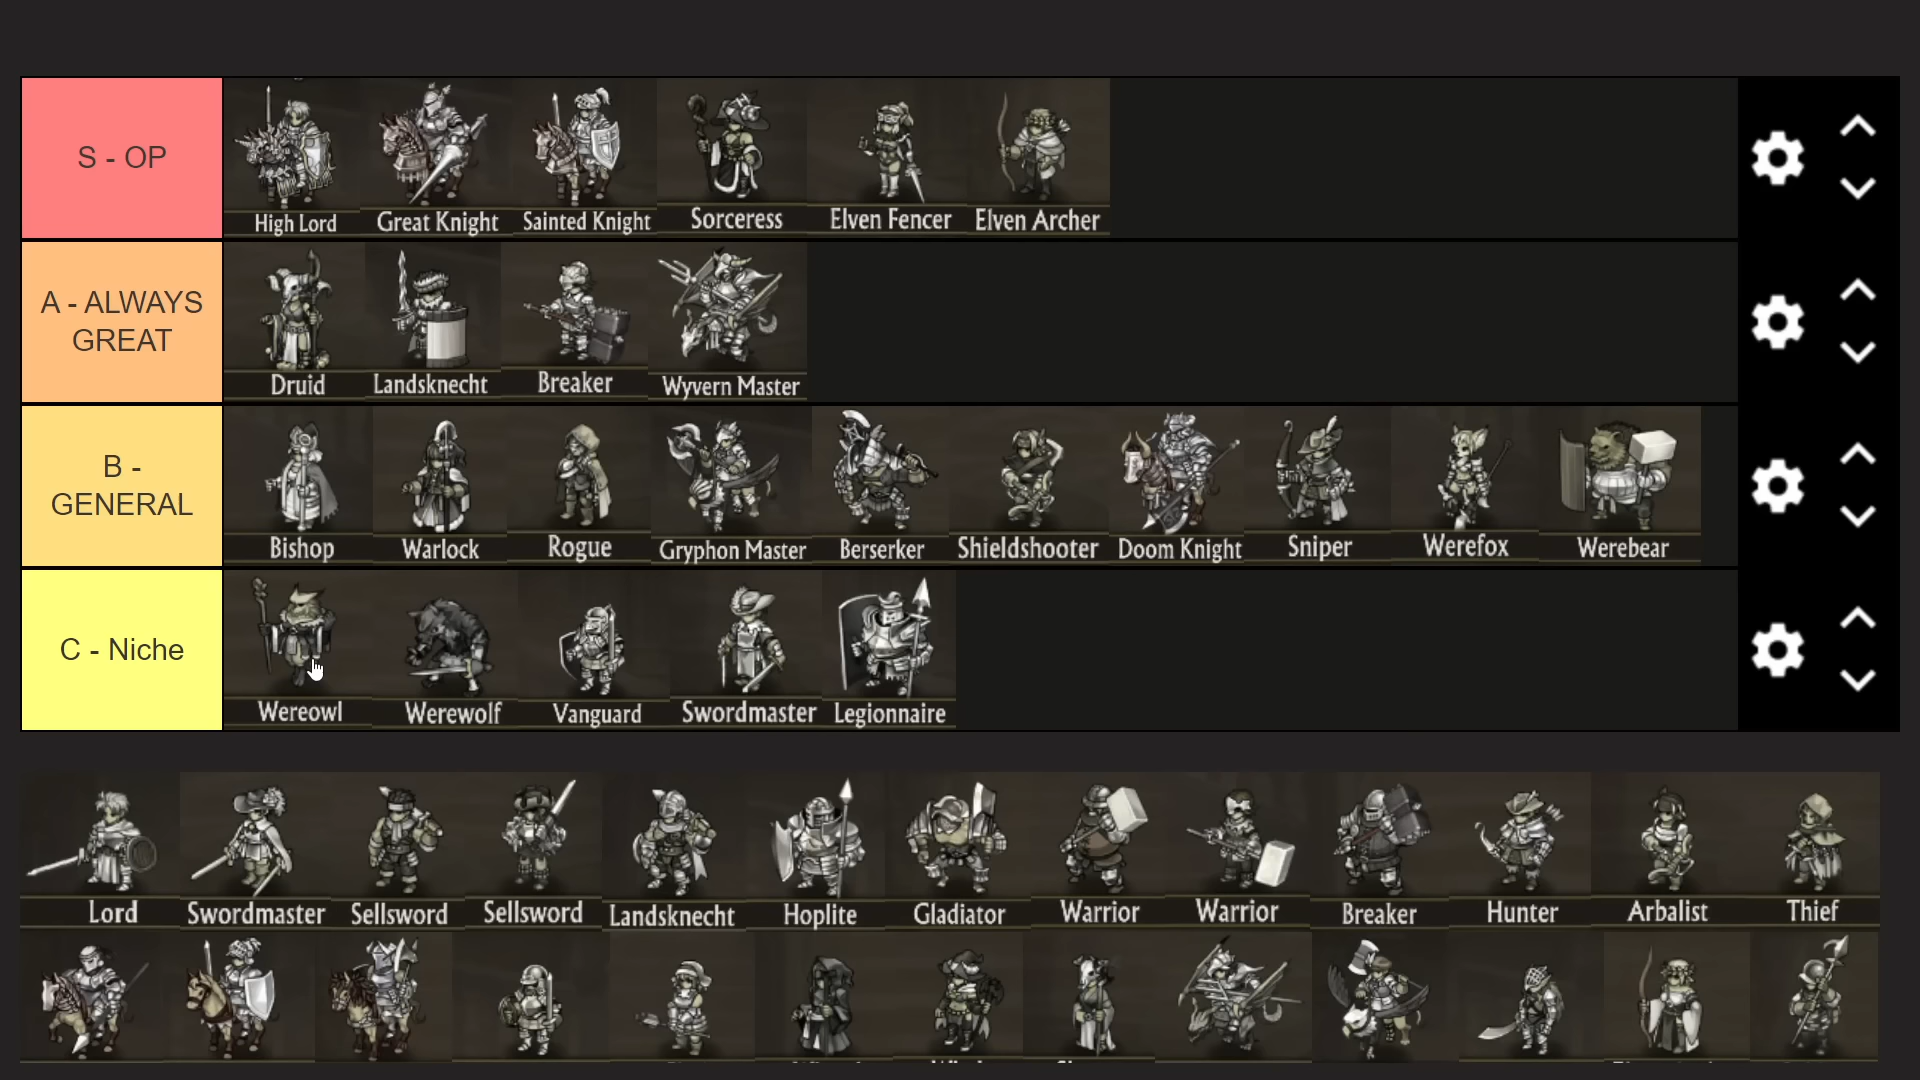 S - OP
High Lord
Great Knight
Sainted Knight
Sorceress
Elven Fencer
Elven Archer
A - ALWAYS
GREAT
Druid
Landsknecht
Breaker
Wyvern Master
B -
GENERAL
Bishop
Warlock
Rogue
Gryphon Master
Berserker
Shieldshooter
Doom Knight
Sniper
Werefox
Werebear
C - Niche
Wereowl
Werewolf
Vanguard
Swordmaster
Legionnaire
Lord
Swordmaster
Sellsword
Sellsword
Landsknecht
Hoplite
Gladiator
Warrior
Warrior
Breaker
Hunter
Arbalist
Thief